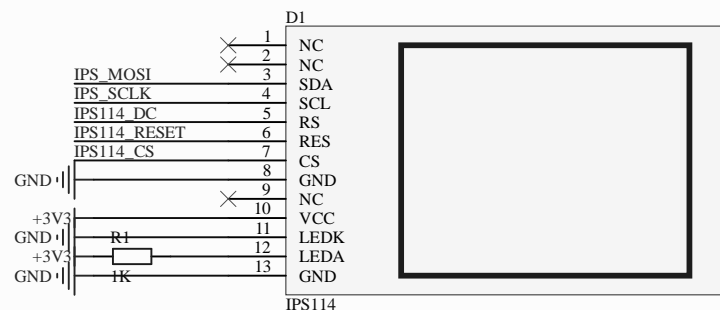 D1
1 NC
2 NC
IPS_MOSI 3 SDA
IPS_SCLK 4 SCL
IPS114_DC 5 RS
IPS114_RESET 6 RES
IPS114_CS 7 CS
GND 8 GND
9 NC
+3V3 10 VCC
GND R1 11 LEDK
+3V3 12 LEDA
GND 1K 13 GND
IPS114